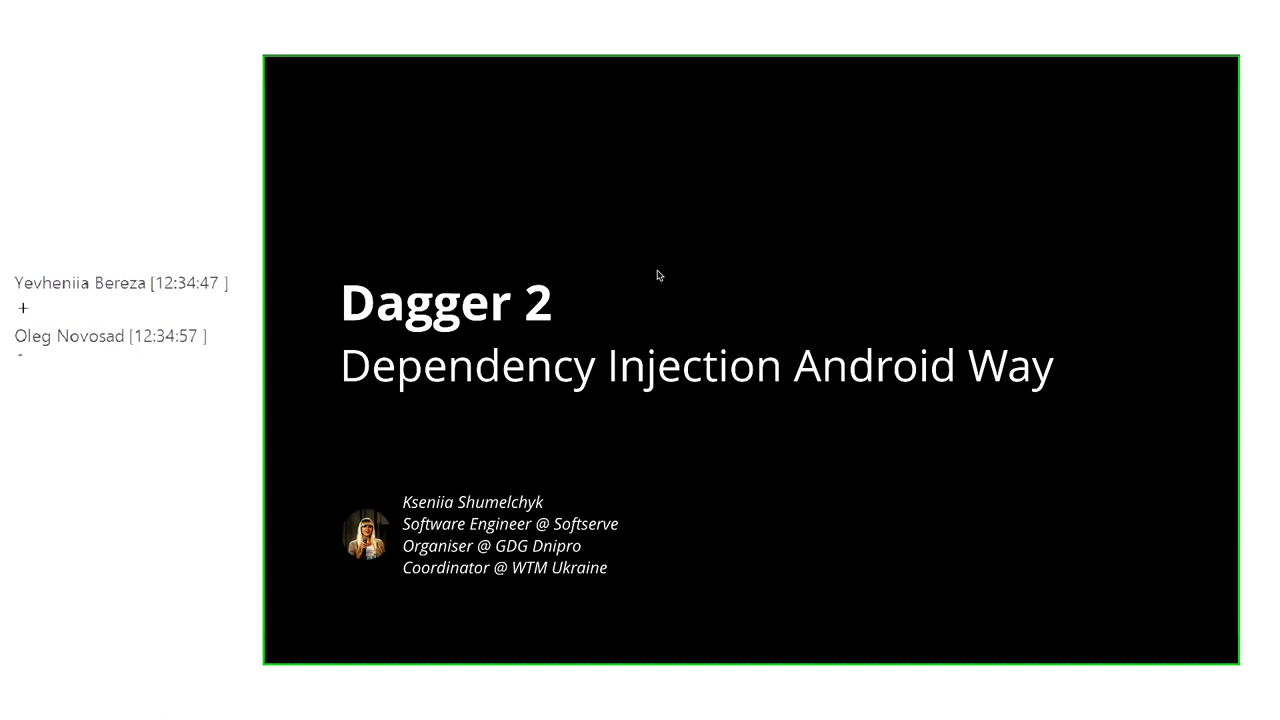 Yevheniia Bereza [12:34:47 ]
+
Oleg Novosad [12:34:57 ]
Dagger 2
Dependency Injection Android Way
Kseniia Shumelchyk
Software Engineer @ Softserve
Organiser @ GDG Dnipro
Coordinator @ WTM Ukraine